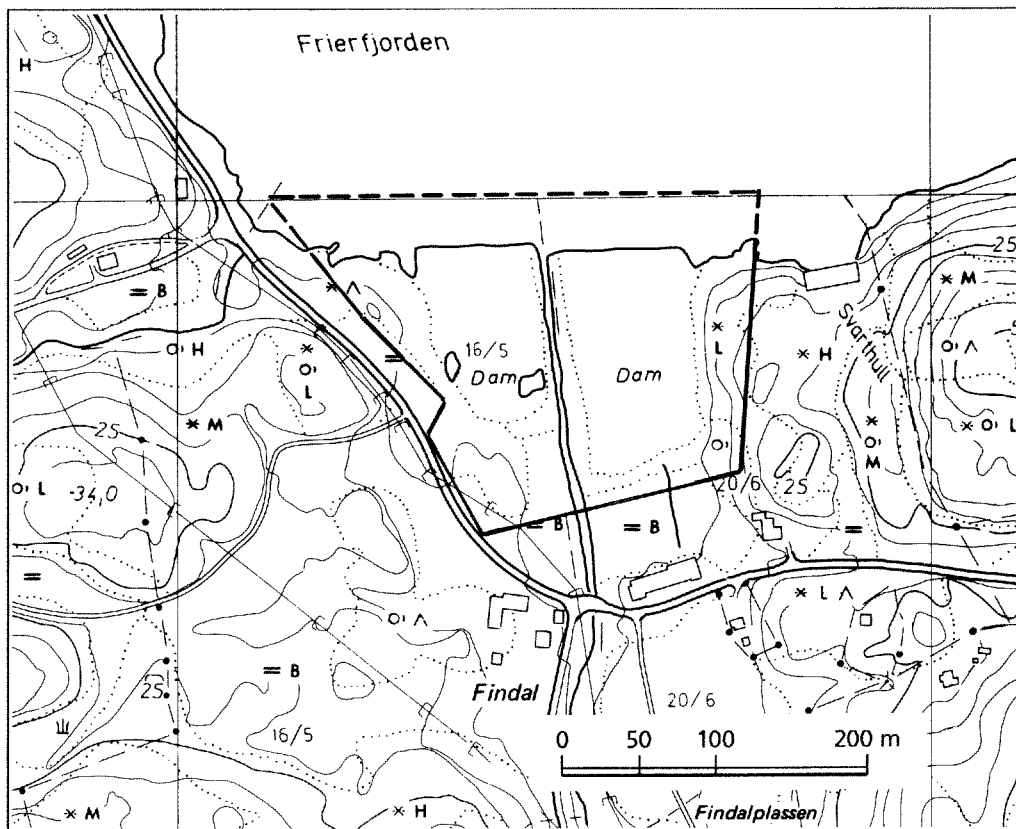 Frierfjorden
H
25
M
B
Λ
Svarthull
H
L
16/5
L
H
Λ
L
Dam
Dam
25
M
L
L
34,0
M
20/6
25
B
B
L Λ
Λ
B
25
Findal
20/6
16/5
0 50 100 200 m
M
H
Findalplassen